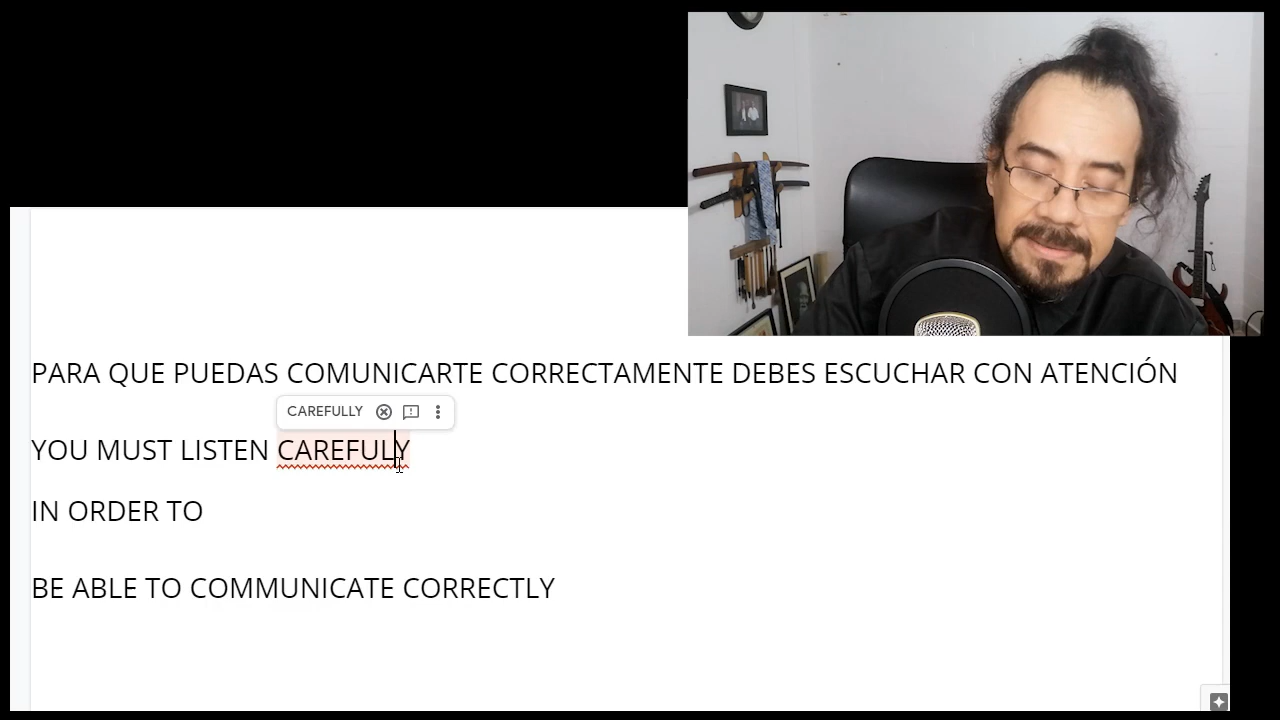 PARA QUE PUEDAS COMUNICARTE CORRECTAMENTE DEBES ESCUCHAR CON ATENCIÓN
CAREFULLY
YOU MUST LISTEN CAREFULY
IN ORDER TO
BE ABLE TO COMMUNICATE CORRECTLY